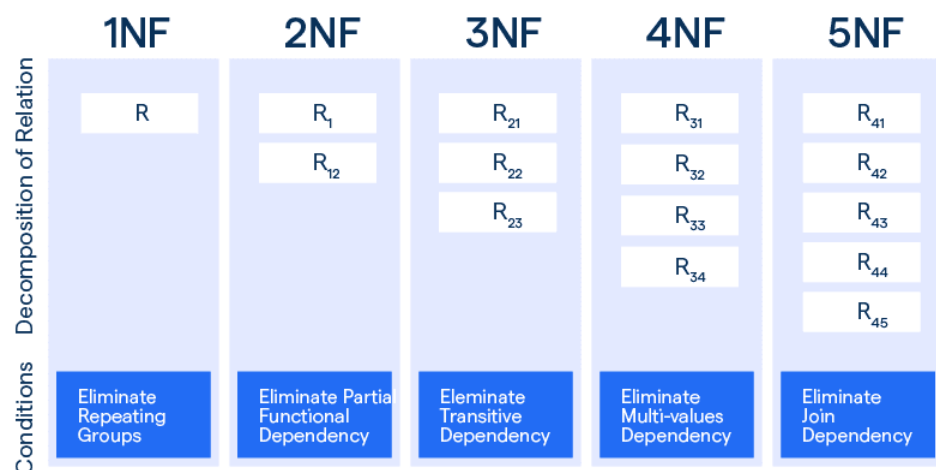 1NF 2NF 3NF 4NF 5NF
Decomposition of Relation
R
R1
R12
R21
R22
R23
R31
R32
R33
R34
R41
R42
R43
R44
R45
Conditions
Eliminate
Repeating
Groups
Eliminate Partial
Functional
Dependency
Eleminate
Transitive
Dependency
Eliminate
Multi-values
Dependency
Eliminate
Join
Dependency